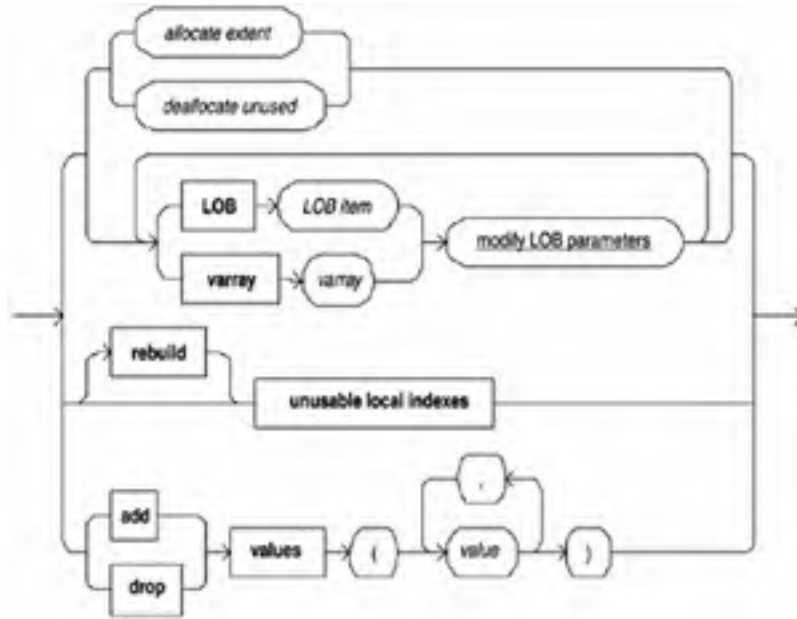 allocate extent
deallocate unused
LOB LOB item
modify LOB parameters
varray varray
rebuild
unusable local indexes
,
add
values ( value )
drop